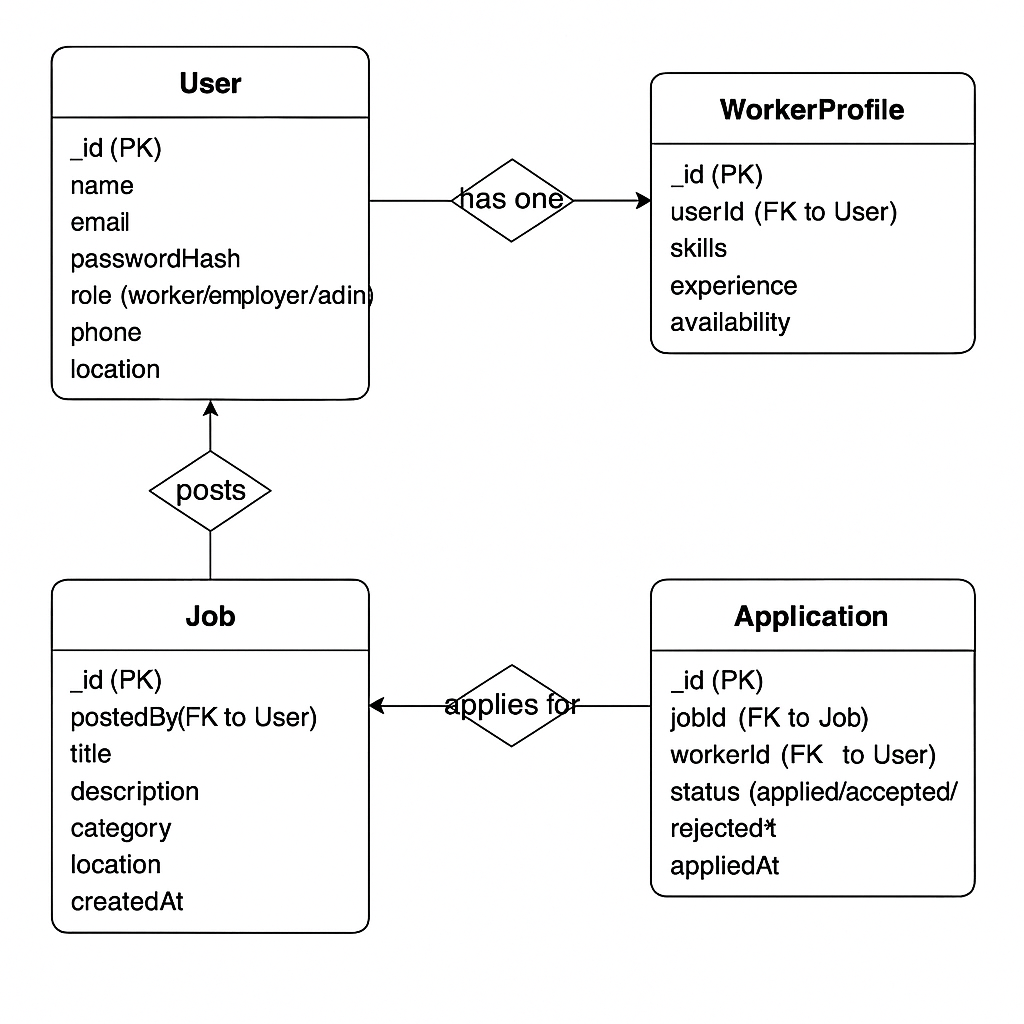 User
_id (PK)
name
email
passwordHash
role (worker/employer/adin)
phone
location
has one
WorkerProfile
_id (PK)
userId (FK to User)
skills
experience
availability
posts
Job
_id (PK)
postedBy(FK to User)
title
description
category
location
createdAt
applies for
Application
_id (PK)
jobId (FK to Job)
workerId (FK to User)
status (applied/accepted/
appliedAt